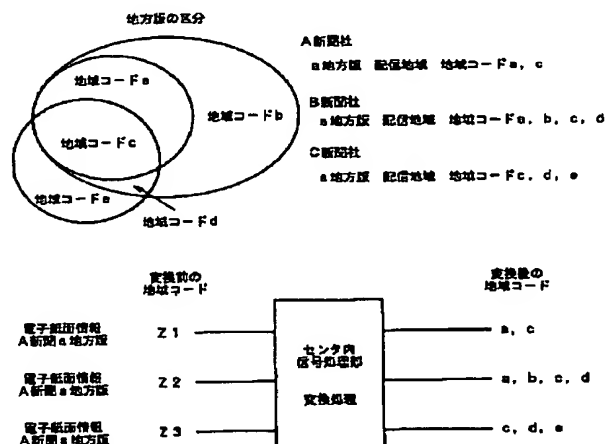 地方版の区分
地域コードa
地域コードb
地域コードc
地域コードe
地域コードd
A新聞社
a地方版 配信地域 地域コードa, c
B新聞社
a地方版 配信地域 地域コードa, b, c, d
C新聞社
a地方版 配信地域 地域コードc, d, e
変換前の
地域コード
変換後の
地域コード
電子紙面情報
A新聞a地方版
Z1
センタ内
信号処理部
変換処理
a, c
電子紙面情報
A新聞a地方版
Z2
a, b, c, d
電子紙面情報
A新聞a地方版
Z3
c, d, e